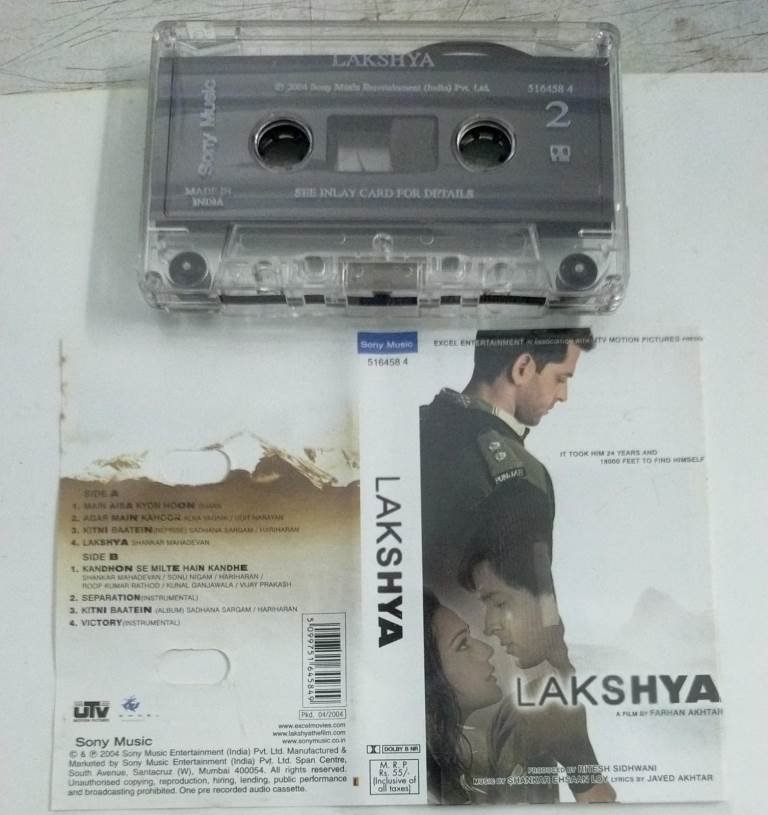 LAKSHYA
℗ 2004 Sony Music Entertainment (India) Pvt. Ltd.
516458 4
2
Sony Music
MADE IN
INDIA
SEE INLAY CARD FOR DETAILS
SIDE A
1. MAIN AISA KYON HOON SHAAN
2. AGAR MAIN KAHOON ALKA YAGNIK / UDIT NARAYAN
3. KITNI BAATEIN (REPRISE) SADHANA SARGAM / HARIHARAN
4. LAKSHYA SHANKAR MAHADEVAN
SIDE B
1. KANDHON SE MILTE HAIN KANDHE
SHANKAR MAHADEVAN / SONU NIGAM / HARIHARAN /
ROOP KUMAR RATHOD / KUNAL GANJAWALA / VIJAY PRAKASH
2. SEPARATION (INSTRUMENTAL)
3. KITNI BAATEIN (ALBUM) SADHANA SARGAM / HARIHARAN
4. VICTORY (INSTRUMENTAL)
5099751645849
Pkd. 04/2004
UTV
MOTION PICTURES
EXCEL
www.excelmovies.com
www.lakshyathefilm.com
www.sonymusic.co.in
Sony Music
© & ℗ 2004 Sony Music Entertainment (India) Pvt. Ltd. Manufactured &
Marketed by Sony Music Entertainment (India) Pvt. Ltd. Span Centre,
South Avenue, Santacruz (W), Mumbai 400054. All rights reserved.
Unauthorised copying, reproduction, hiring, lending, public performance
and broadcasting prohibited. One pre recorded audio cassette.
Sony Music
516458 4
LAKSHYA
DOLBY B NR
M. R. P.
Rs. 55/-
(Inclusive of
all taxes)
EXCEL ENTERTAINMENT IN ASSOCIATION WITH UTV MOTION PICTURES
IT TOOK HIM 24 YEARS AND
18000 FEET TO FIND HIMSELF
PUNJAB
LAKSHYA
A FILM BY FARHAN AKHTAR
PRODUCED BY RITESH SIDHWANI
MUSIC BY SHANKAR EHSAAN LOY LYRICS BY JAVED AKHTAR